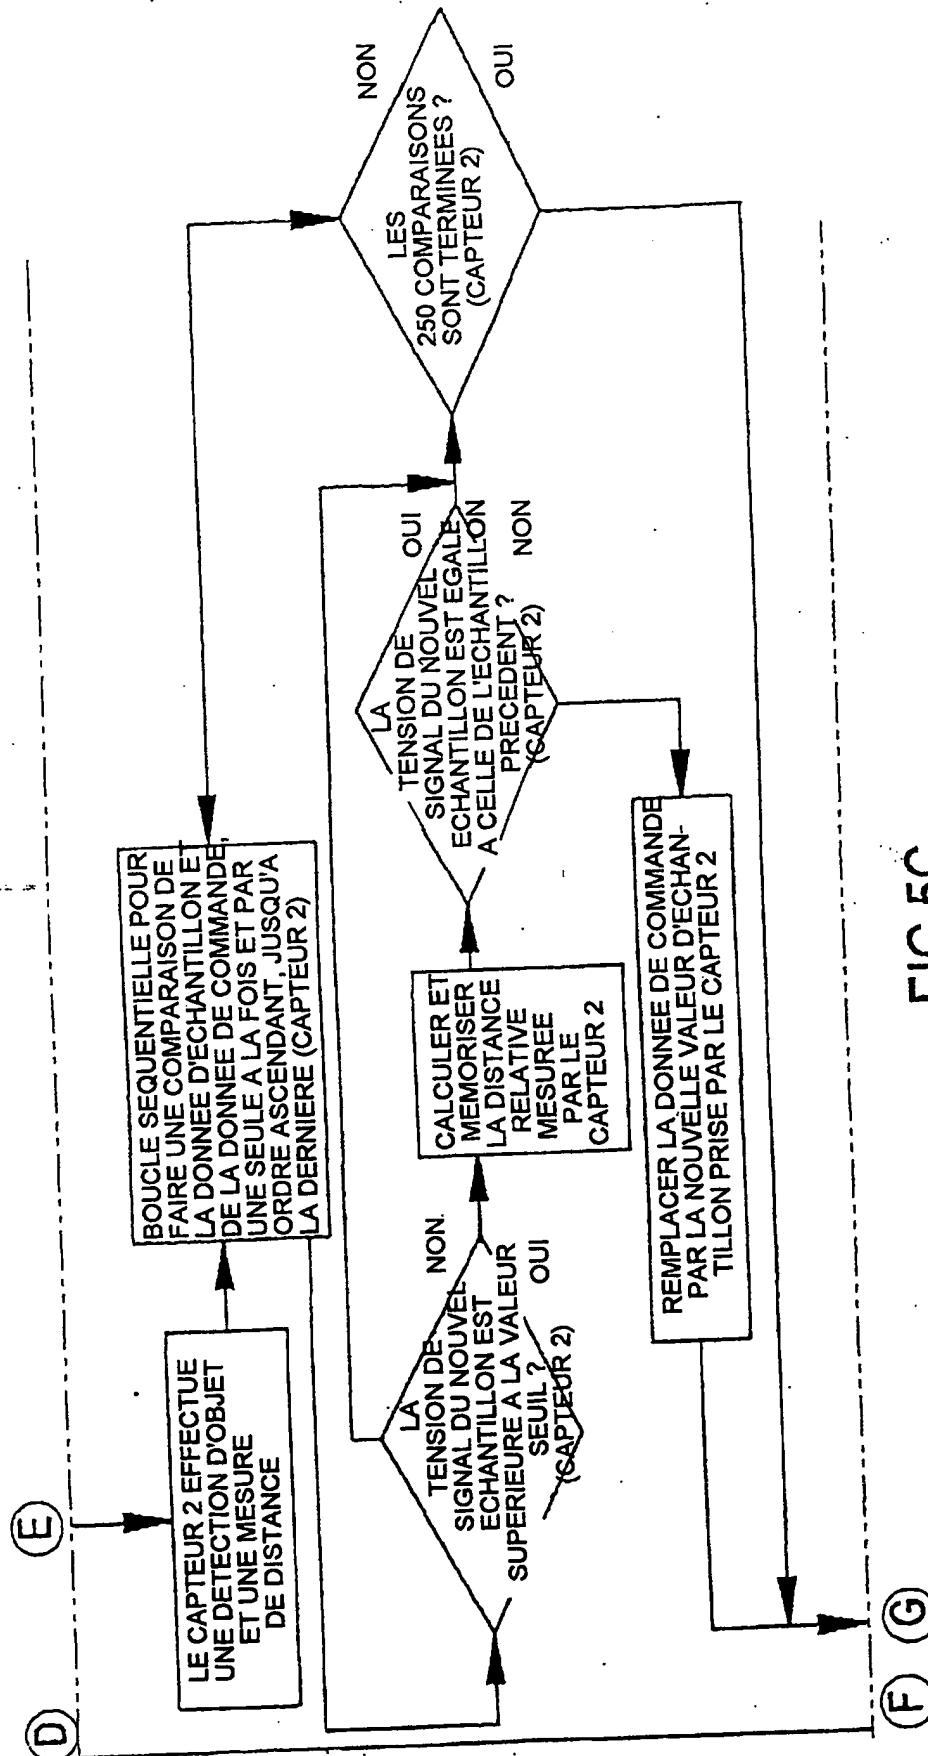 D
E
LE CAPTEUR 2 EFFECTUE
UNE DETECTION D'OBJET
ET UNE MESURE
DE DISTANCE
BOUCLE SEQUENTIELLE POUR
FAIRE UNE COMPARAISON DE
LA DONNEE D'ECHANTILLON ET
DE LA DONNEE DE COMMANDE,
UNE SEULE A LA FOIS ET PAR
ORDRE ASCENDANT, JUSQU'A
LA DERNIERE (CAPTEUR 2)
LA
TENSION DE
SIGNAL DU NOUVEL
ECHANTILLON EST
SUPERIEURE A LA VALEUR
SEUIL ?
(CAPTEUR 2)
NON.
OUI
CALCULER ET
MEMORISER
LA DISTANCE
RELATIVE
MESUREE
PAR LE
CAPTEUR 2
LA
TENSION DE
SIGNAL DU NOUVEL
ECHANTILLON EST EGALE
A CELLE DE L'ECHANTILLON
PRECEDENT ?
(CAPTEUR 2)
OUI
NON
LES
250 COMPARAISONS
SONT TERMINEES ?
(CAPTEUR 2)
NON
OUI
REMPLACER LA DONNEE DE COMMANDE
PAR LA NOUVELLE VALEUR D'ECHAN-
TILLON PRISE PAR LE CAPTEUR 2
F
G
FIG.5C